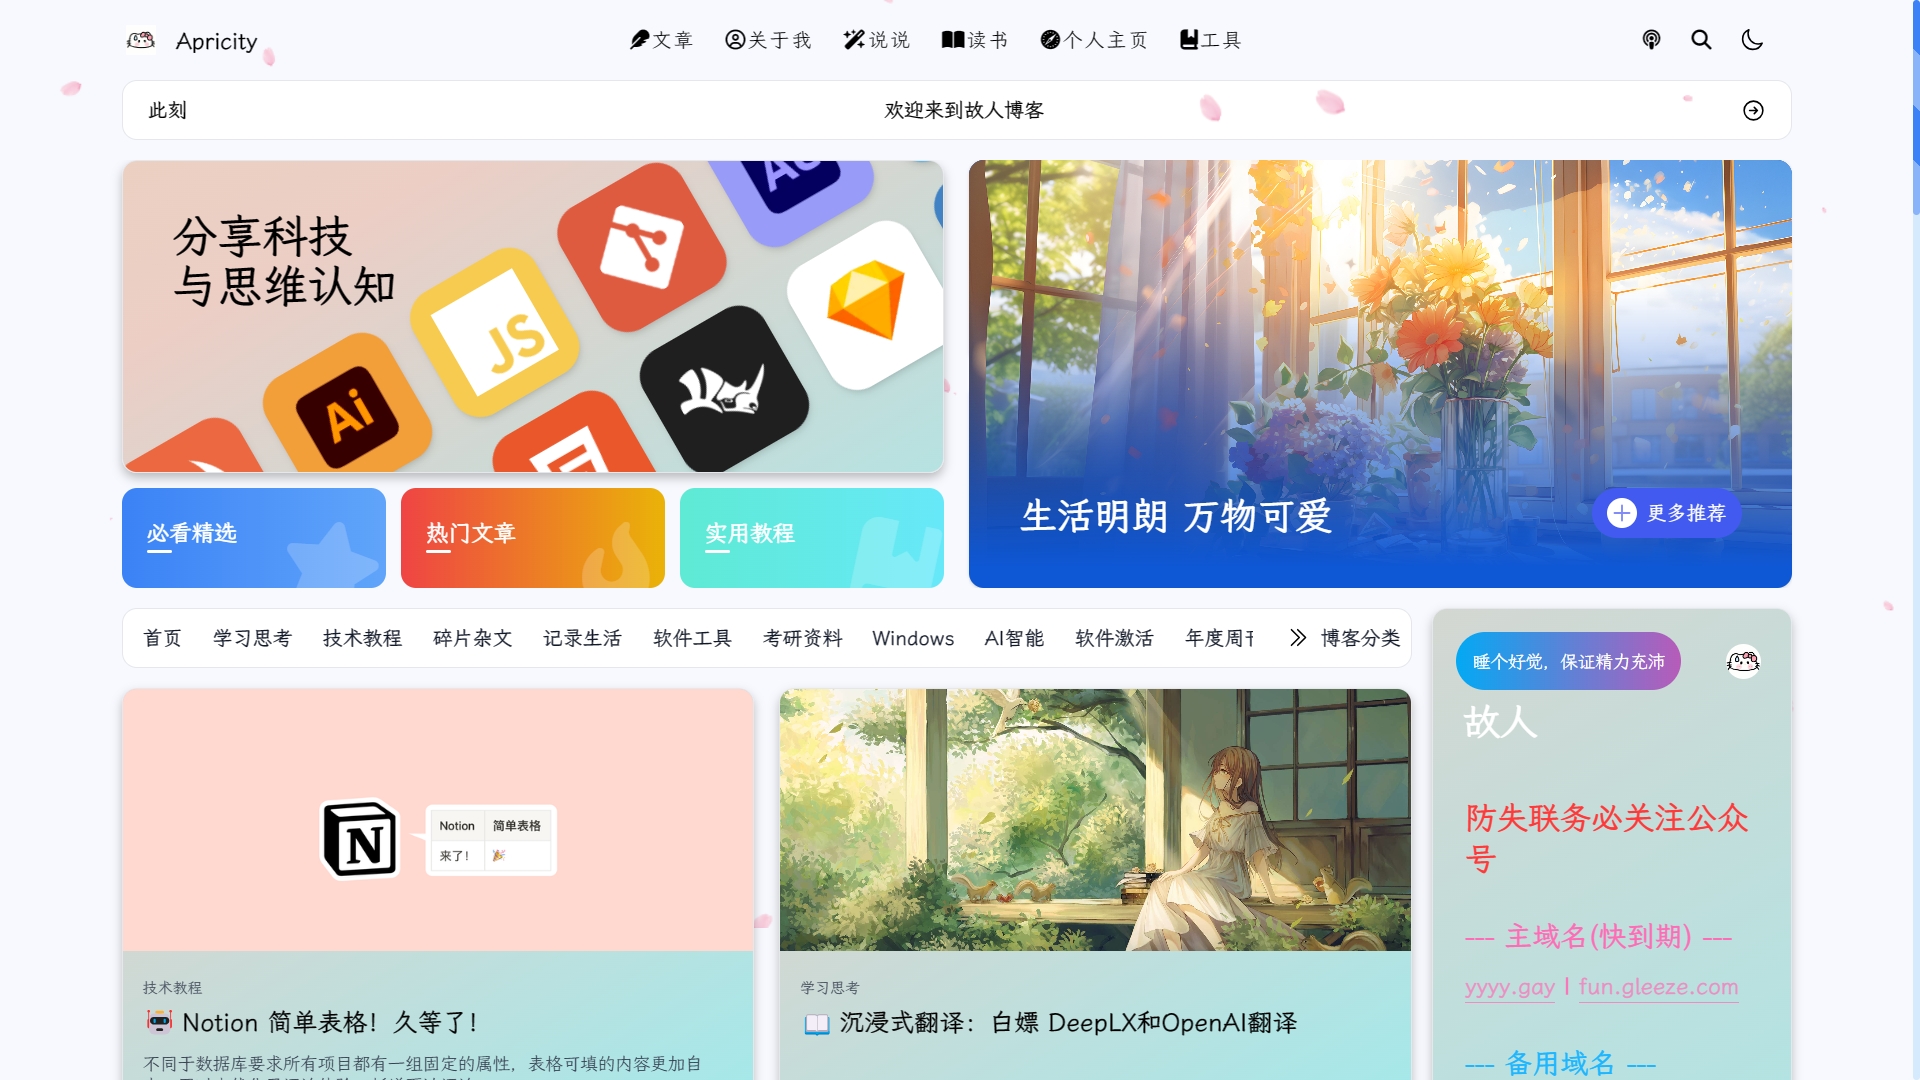 Apricity
文章
关于我
说说
读书
个人主页
工具
此刻
欢迎来到故人博客
分享科技
与思维认知
Ai
JS
生活明朗 万物可爱
更多推荐
必看精选
热门文章
实用教程
首页
学习思考
技术教程
碎片杂文
记录生活
软件工具
考研资料
Windows
AI智能
软件激活
年度周
博客分类
睡个好觉，保证精力充沛
故人
防失联务必关注公众
号
--- 主域名(快到期) ---
yyyy.gay | fun.gleeze.com
--- 备用域名 ---
N
Notion 简单表格
来了！
技术教程
Notion 简单表格！久等了！
不同于数据库要求所有项目都有一组固定的属性，表格可填的内容更加自
学习思考
沉浸式翻译：白嫖 DeepLX和OpenAI翻译